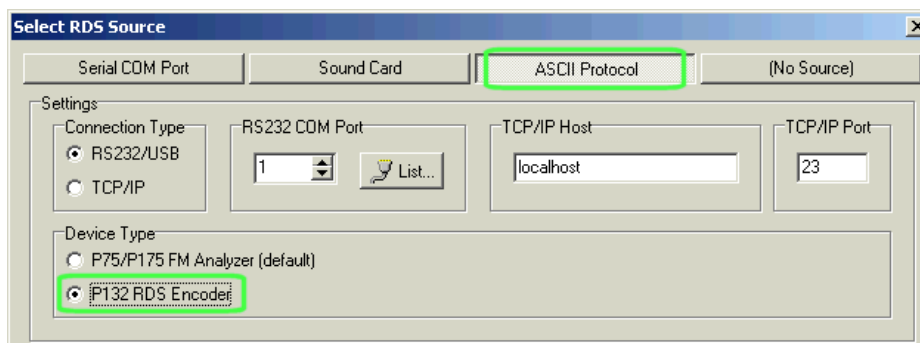 Select RDS Source
Serial COM Port Sound Card ASCII Protocol (No Source)
Settings
Connection Type RS232 COM Port TCP/IP Host TCP/IP Port
RS232/USB 1 List... localhost 23
TCP/IP
Device Type
P75/P175 FM Analyzer (default)
P132 RDS Encoder